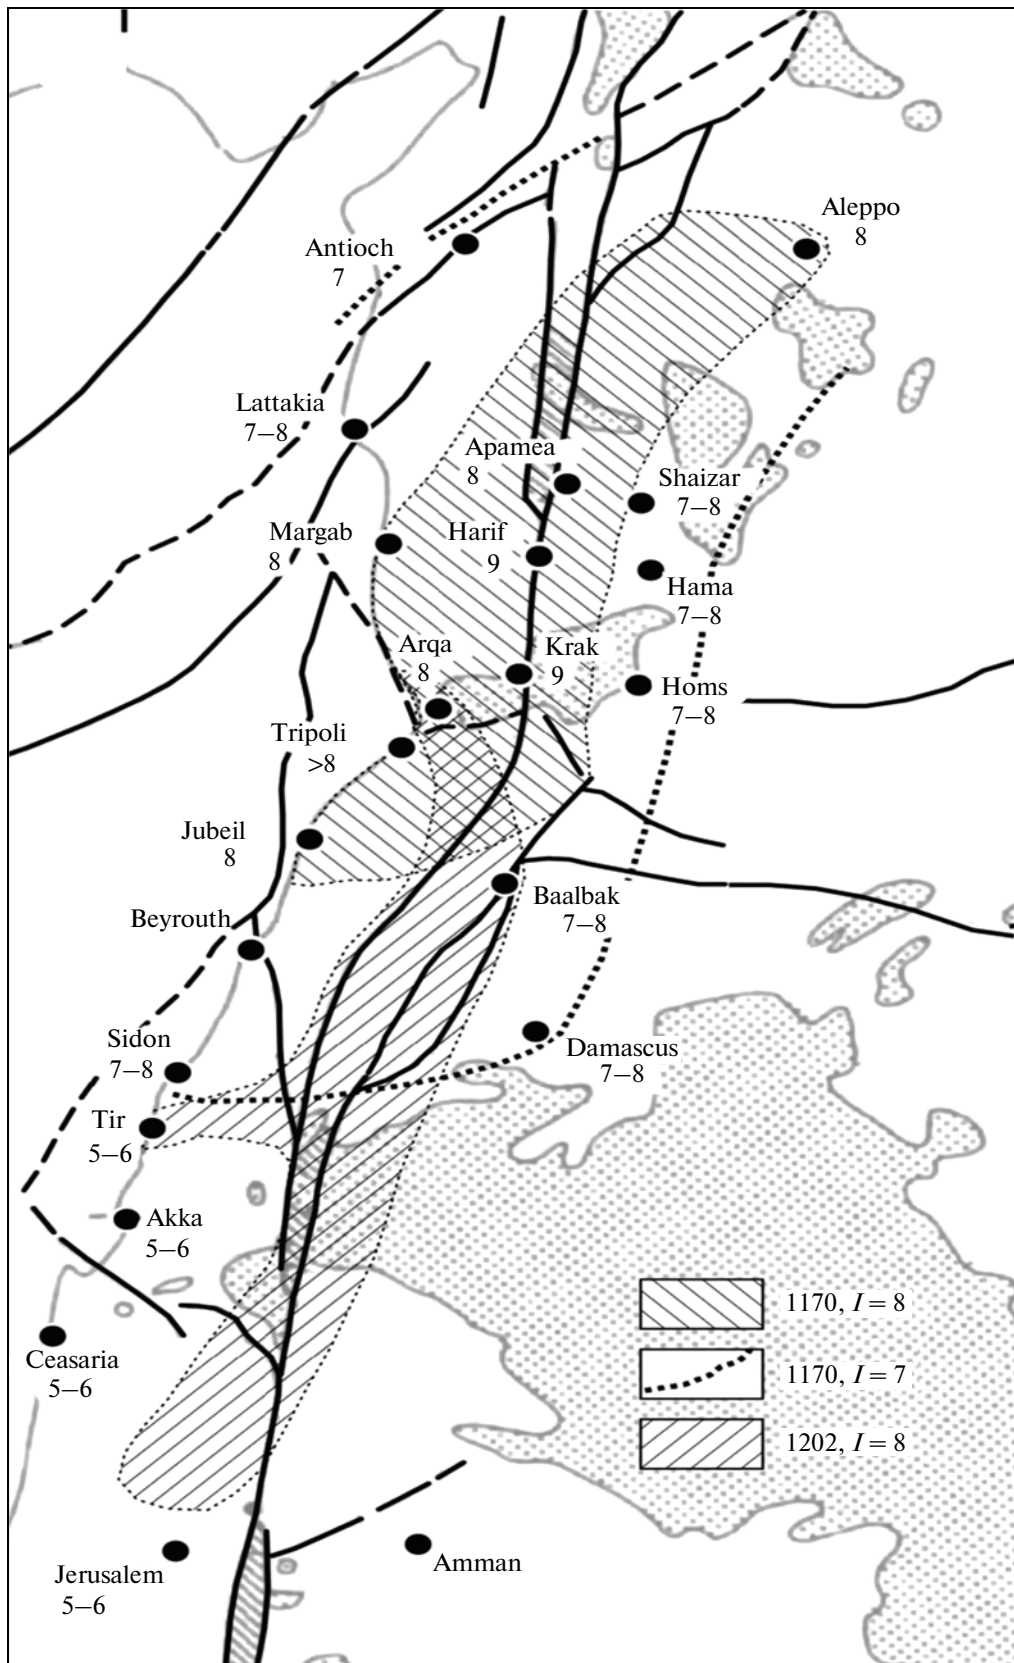 Aleppo
8
Antioch
7
Lattakia
7–8
Apamea
8
Shaizar
7–8
Margab
8
Harif
9
Hama
7–8
Arqa
8
Krak
9
Homs
7–8
Tripoli
>8
Jubeil
8
Baalbak
7–8
Beyrouth
Sidon
7–8
Damascus
7–8
Tir
5–6
Akka
5–6
1170, I = 8
Ceasaria
5–6
1170, I = 7
1202, I = 8
Amman
Jerusalem
5–6